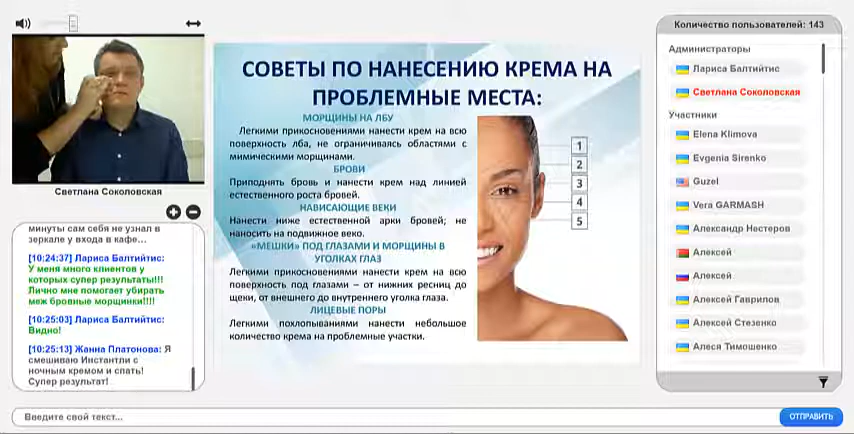 Количество пользователей: 143
Администраторы
Лариса Балтийтис
Светлана Соколовская
Участники
Elena Klimova
Evgenia Sirenko
Guzel
Vera GARMASH
Александр Нестеров
Алексей
Алексей
Алексей Гаврилов
Алексей Стезенко
Алеся Тимошенко
СОВЕТЫ ПО НАНЕСЕНИЮ КРЕМА НА
ПРОБЛЕМНЫЕ МЕСТА:
МОРЩИНЫ НА ЛБУ
Легкими прикосновениями нанести крем на всю
поверхность лба, не ограничиваясь областями с
мимическими морщинами.
БРОВИ
Приподнять бровь и нанести крем над линией
естественного роста бровей.
НАВИСАЮЩИЕ ВЕКИ
Нанести ниже естественной арки бровей; не
наносить на подвижное веко.
«МЕШКИ» ПОД ГЛАЗАМИ И МОРЩИНЫ В
УГОЛКАХ ГЛАЗ
Легкими прикосновениями нанести крем на всю
поверхность под глазами – от нижних ресниц до
щеки, от внешнего до внутреннего уголка глаза.
ЛИЦЕВЫЕ ПОРЫ
Легкими похлопываниями нанести небольшое
количество крема на проблемные участки.
1
2
3
4
5
Светлана Соколовская
минуты сам себя не узнал в
зеркале у входа в кафе...
[10:24:37] Лариса Балтийтис:
У меня много клиентов у
которых супер результаты!!!
Лично мне помогает убирать
меж бровные морщинки!!!!
[10:25:03] Лариса Балтийтис:
Видно!
[10:25:13] Жанна Платонова: Я
смешиваю Инстантли с
ночным кремом и спать!
Супер результат!
Введите свой текст...
ОТПРАВИТЬ